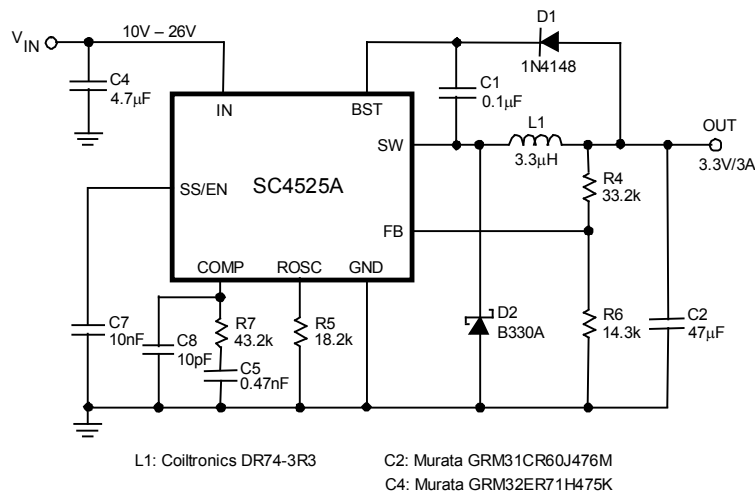 V IN
10V – 26V
C4
4.7µF
D1
1N4148
C1
0.1µF
IN
BST
SW
L1
3.3µH
OUT
3.3V/3A
SS/EN
SC4525A
R4
33.2k
FB
COMP
ROSC
GND
C7
10nF
C8
10pF
R7
43.2k
C5
0.47nF
R5
18.2k
D2
B330A
R6
14.3k
C2
47µF
L1: Coiltronics DR74-3R3
C2: Murata GRM31CR60J476M
C4: Murata GRM32ER71H475K